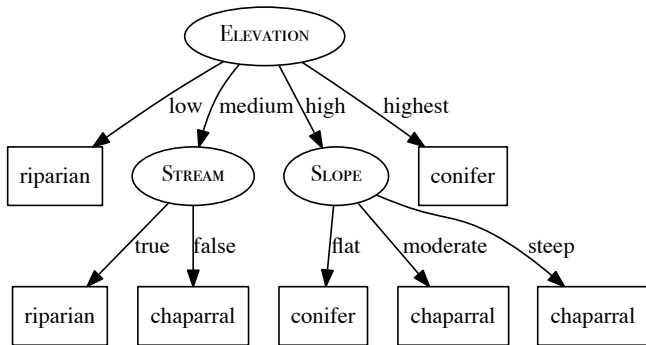 ELEVATION
low medium high highest
riparian STREAM SLOPE conifer
true false flat moderate steep
riparian chaparral conifer chaparral chaparral